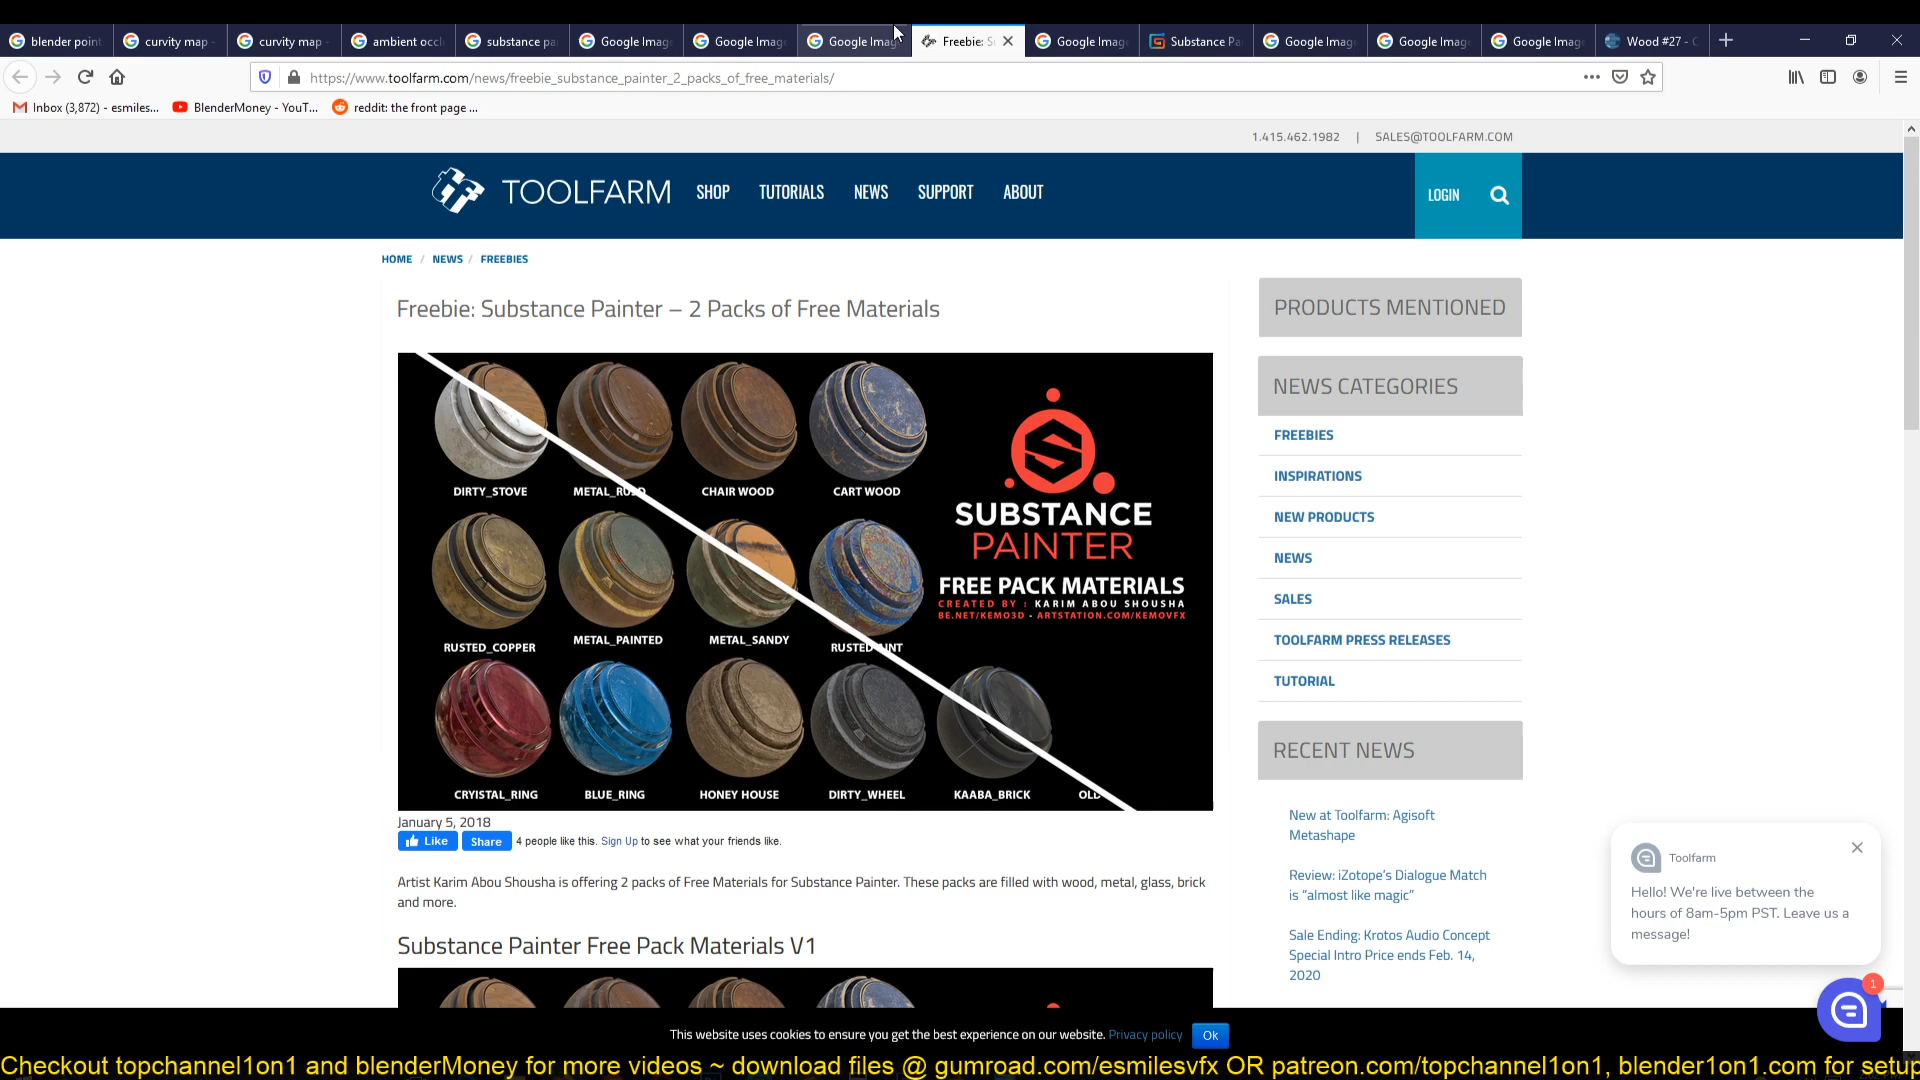 blender point
curvity map -
curvity map -
ambient occl
substance pa
Google Imag
Google Imag
Google Imag
Freebie: S
Google Imag
Substance Pa
Google Imag
Google Imag
Google Imag
Wood #27 - C
https://www.toolfarm.com/news/freebie_substance_painter_2_packs_of_free_materials/
Inbox (3,872) - esmiles...
BlenderMoney - YouT...
reddit: the front page ...
1.415.462.1982 | SALES@TOOLFARM.COM
TOOLFARM
SHOP
TUTORIALS
NEWS
SUPPORT
ABOUT
LOGIN
HOME / NEWS / FREEBIES
Freebie: Substance Painter – 2 Packs of Free Materials
DIRTY_STOVE
CHAIR WOOD
CART WOOD
RUSTED_COPPER
METAL_PAINTED
METAL_SANDY
CRYISTAL_RING
BLUE_RING
HONEY HOUSE
DIRTY_WHEEL
KAABA_BRICK
SUBSTANCE
PAINTER
FREE PACK MATERIALS
CREATED BY : KARIM ABOU SHOUSHA
BE.NET/KEMO3D - ARTSTATION.COM/KEMOVFX
January 5, 2018
Like
Share
4 people like this. Sign Up to see what your friends like.
Artist Karim Abou Shousha is offering 2 packs of Free Materials for Substance Painter. These packs are filled with wood, metal, glass, brick
and more.
Substance Painter Free Pack Materials V1
PRODUCTS MENTIONED
NEWS CATEGORIES
FREEBIES
INSPIRATIONS
NEW PRODUCTS
NEWS
SALES
TOOLFARM PRESS RELEASES
TUTORIAL
RECENT NEWS
New at Toolfarm: Agisoft
Metashape
Review: iZotope's Dialogue Match
is "almost like magic"
Sale Ending: Krotos Audio Concept
Special Intro Price ends Feb. 14,
2020
Toolfarm
Hello! We're live between the
hours of 8am-5pm PST. Leave us a
message!
1
This website uses cookies to ensure you get the best experience on our website. Privacy policy
Ok
Checkout topchannel1on1 and blenderMoney for more videos ~ download files @ gumroad.com/esmilesvfx OR patreon.com/topchannel1on1, blender1on1.com for setup